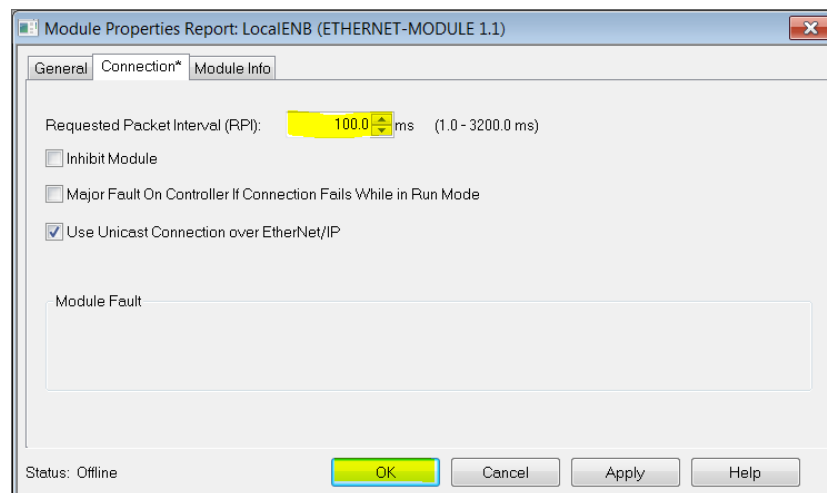 Module Properties Report: LocalENB (ETHERNET-MODULE 1.1)
General Connection* Module Info
Requested Packet Interval (RPI): 100.0 ms (1.0 - 3200.0 ms)
Inhibit Module
Major Fault On Controller If Connection Fails While in Run Mode
Use Unicast Connection over EtherNet/IP
Module Fault
Status: Offline OK Cancel Apply Help